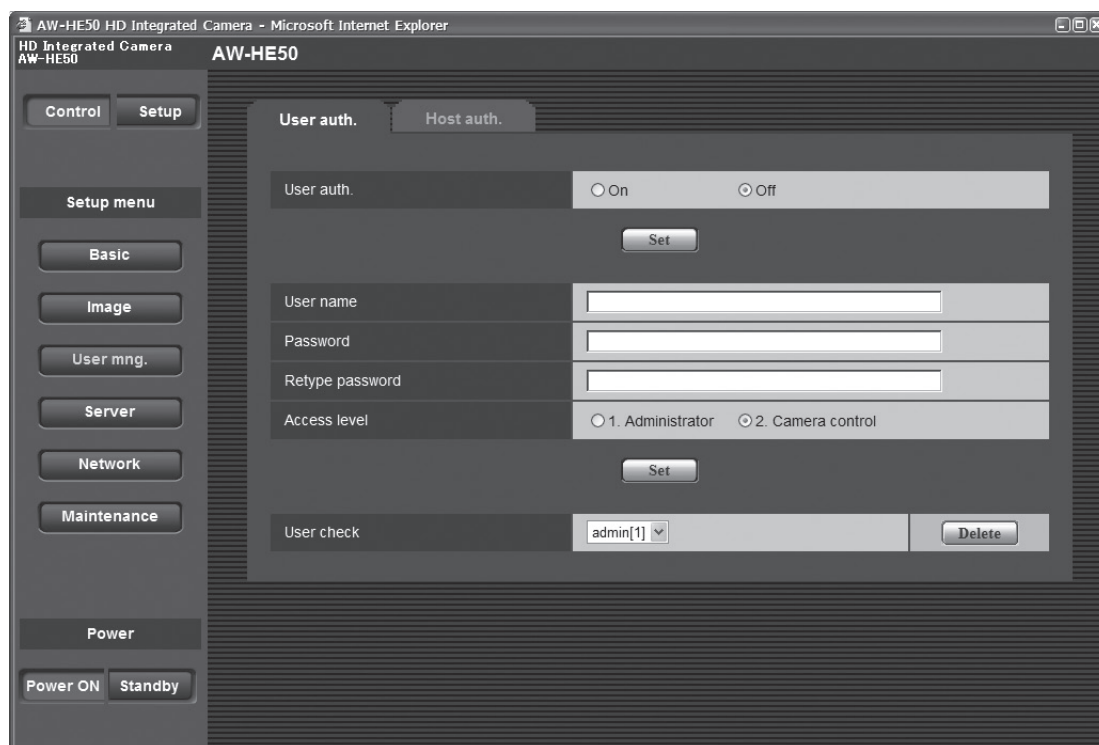 AW-HE50 HD Integrated Camera - Microsoft Internet Explorer
HD Integrated Camera
AW-HE50
AW-HE50
Control
Setup
User auth.
Host auth.
User auth.
On
Off
Set
Setup menu
Basic
Image
User mng.
Server
Network
Maintenance
User name
Password
Retype password
Access level
1. Administrator
2. Camera control
Set
User check
admin[1]
Delete
Power
Power ON
Standby